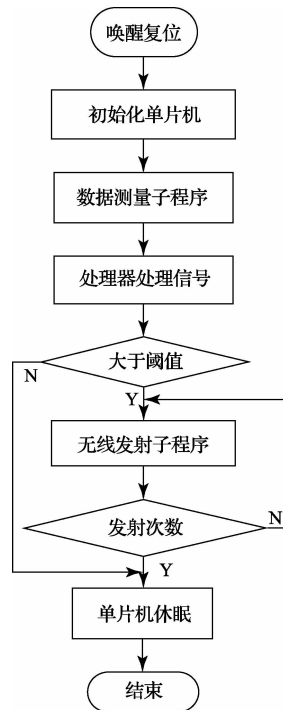 唤醒复位
初始化单片机
数据测量子程序
处理器处理信号
大于阈值
N
Y
无线发射子程序
发射次数
N
Y
单片机休眠
结束